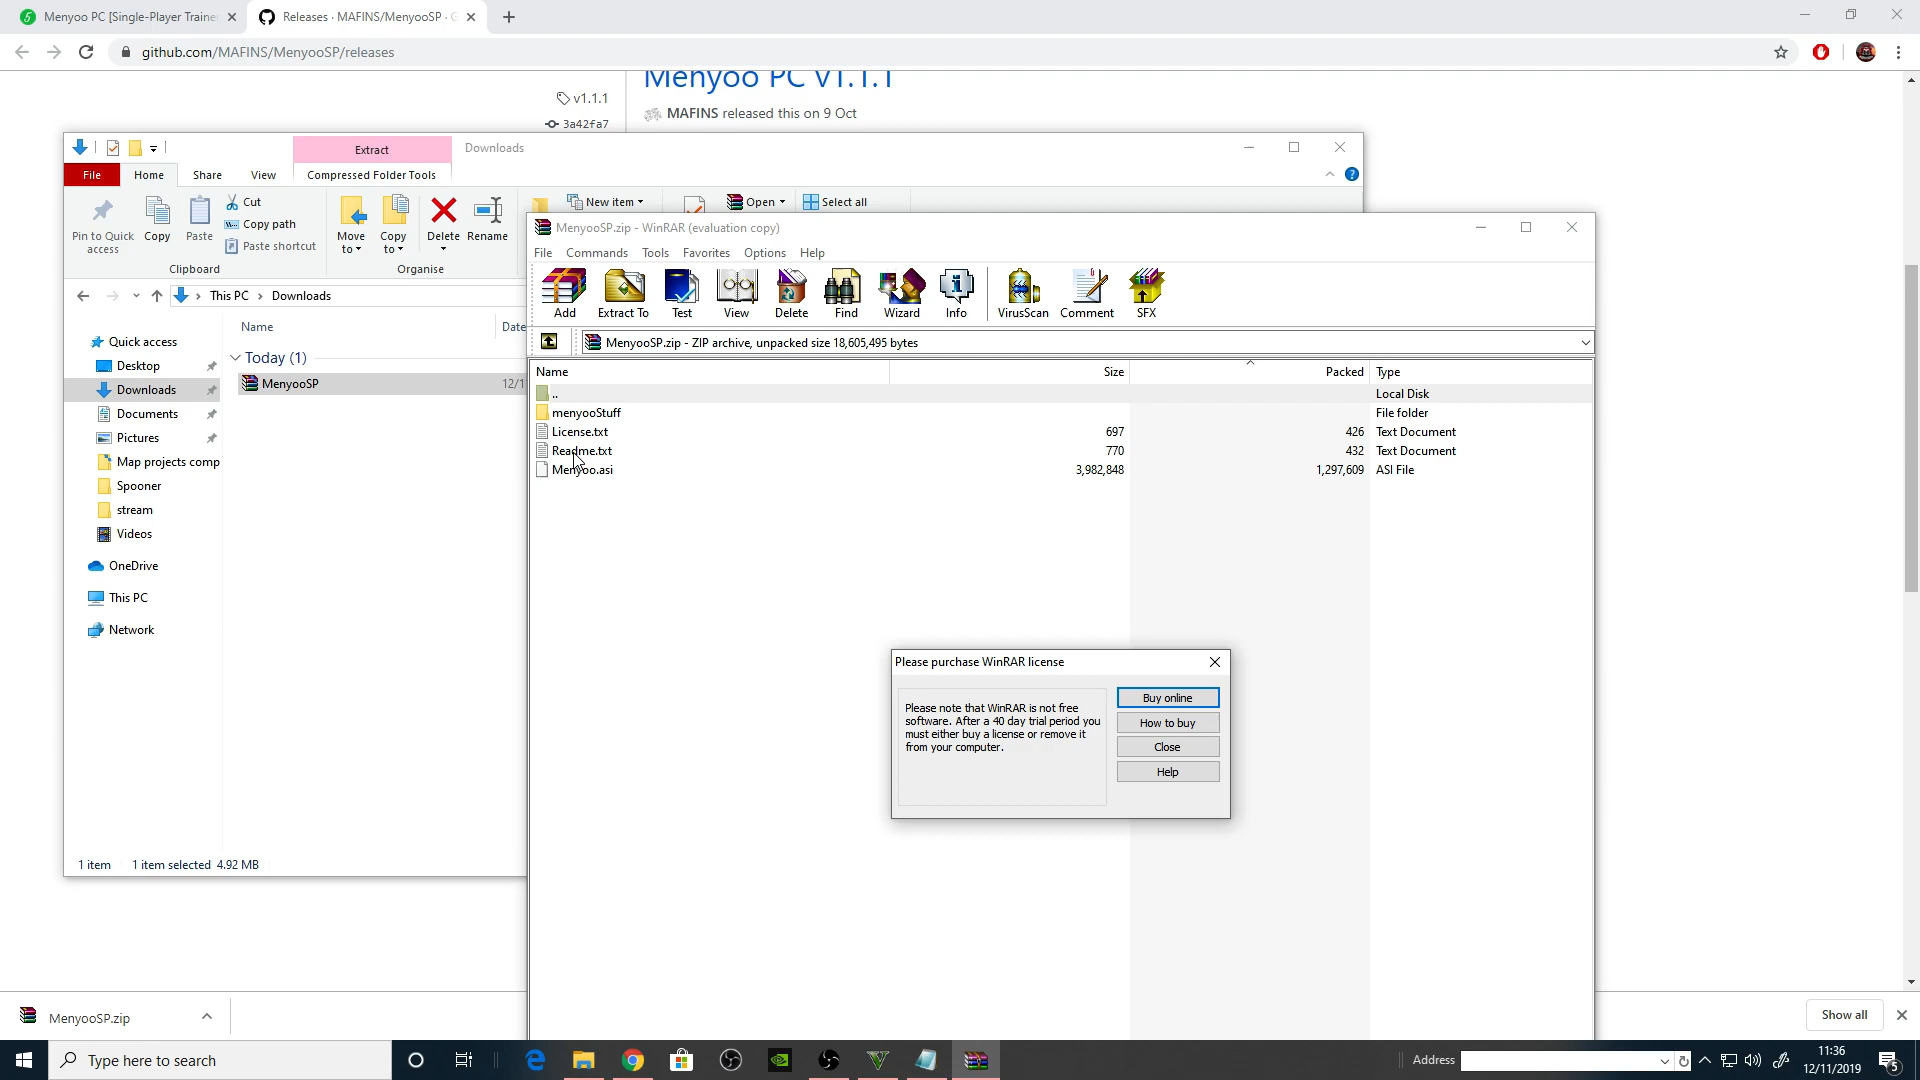 Menyoo PC [Single-Player Trainer
Releases · MAFINS/MenyooSP · G
github.com/MAFINS/MenyooSP/releases
Menyoo PC v1.1.1
v1.1.1
MAFINS released this on 9 Oct
3a42fa7
Extract
Downloads
File
Home
Share
View
Compressed Folder Tools
Pin to Quick access
Copy
Paste
Cut
Copy path
Paste shortcut
Move to
Copy to
Delete
Rename
New item
Open
Select all
Clipboard
Organise
This PC
Downloads
Name
Date
Quick access
Desktop
Downloads
Documents
Pictures
Map projects comp
Spooner
stream
Videos
OneDrive
This PC
Network
Today (1)
MenyooSP
12/1
1 item
1 item selected 4.92 MB
MenyooSP.zip - WinRAR (evaluation copy)
File
Commands
Tools
Favorites
Options
Help
Add
Extract To
Test
View
Delete
Find
Wizard
Info
VirusScan
Comment
SFX
MenyooSP.zip - ZIP archive, unpacked size 18,605,495 bytes
Name
Size
Packed
Type
..
Local Disk
menyooStuff
File folder
License.txt
697
426
Text Document
Readme.txt
770
432
Text Document
Menyoo.asi
3,982,848
1,297,609
ASI File
Please purchase WinRAR license
Please note that WinRAR is not free
software. After a 40 day trial period you
must either buy a license or remove it
from your computer.
Buy online
How to buy
Close
Help
MenyooSP.zip
Show all
Type here to search
Address
11:36
12/11/2019
5